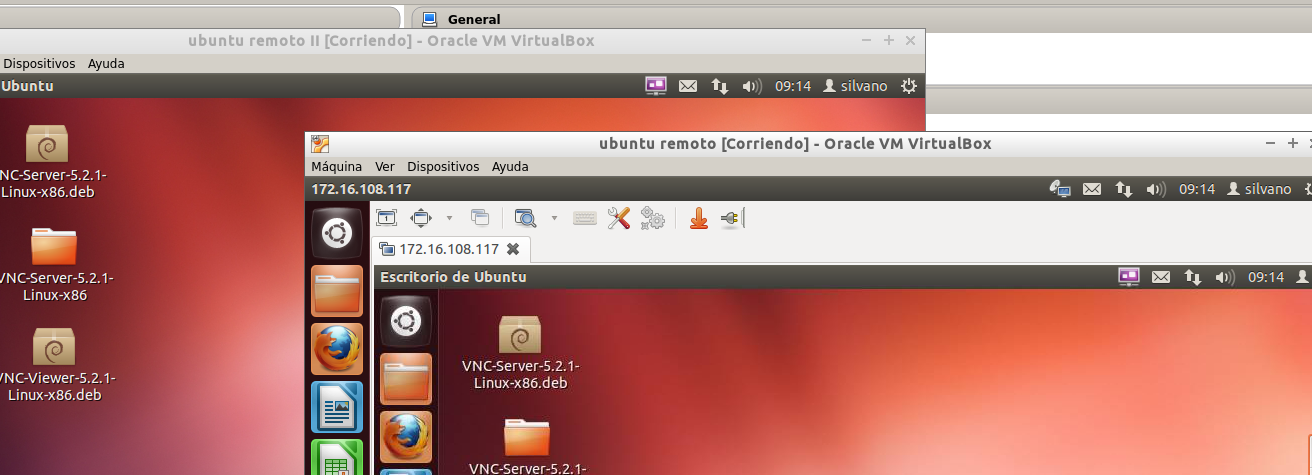 General
ubuntu remoto II [Corriendo] - Oracle VM VirtualBox
Dispositivos Ayuda
Ubuntu
09:14 silvano
NC-Server-5.2.1-
Linux-x86.deb
VNC-Server-5.2.1-
Linux-x86
VNC-Viewer-5.2.1-
Linux-x86.deb
ubuntu remoto [Corriendo] - Oracle VM VirtualBox
Máquina Ver Dispositivos Ayuda
172.16.108.117
09:14 silvano
1
172.16.108.117
Escritorio de Ubuntu
09:14
VNC-Server-5.2.1-
Linux-x86.deb
VNC-Server-5.2.1-